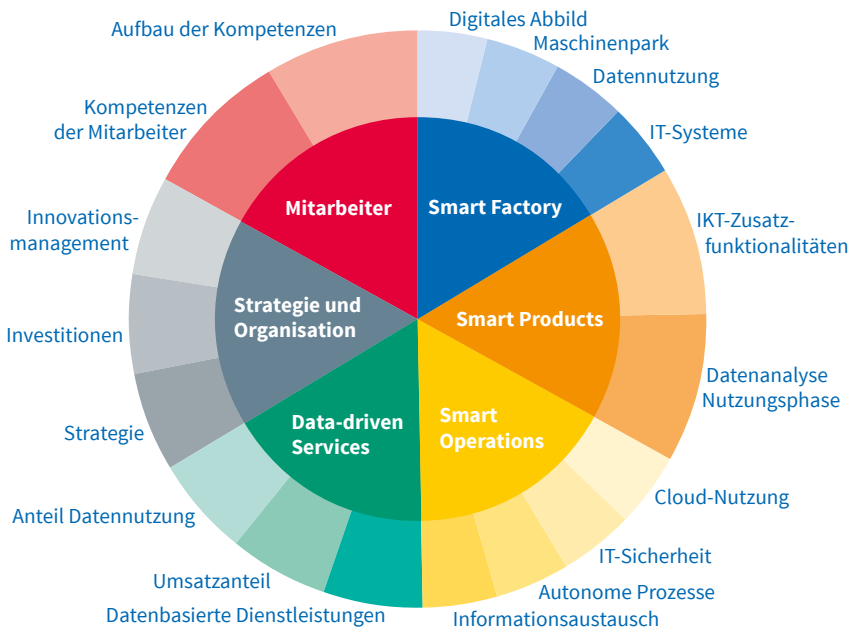 Digitales Abbild
Maschinenpark
Datennutzung
IT-Systeme
IKT-Zusatz-
funktionalitäten
Datenanalyse
Nutzungsphase
Cloud-Nutzung
IT-Sicherheit
Autonome Prozesse
Informationsaustausch
Datenbasierte Dienstleistungen
Umsatzanteil
Anteil Datennutzung
Strategie
Investitionen
Innovations-
management
Kompetenzen
der Mitarbeiter
Aufbau der Kompetenzen
Mitarbeiter
Smart Factory
Smart Products
Smart
Operations
Data-driven
Services
Strategie und
Organisation